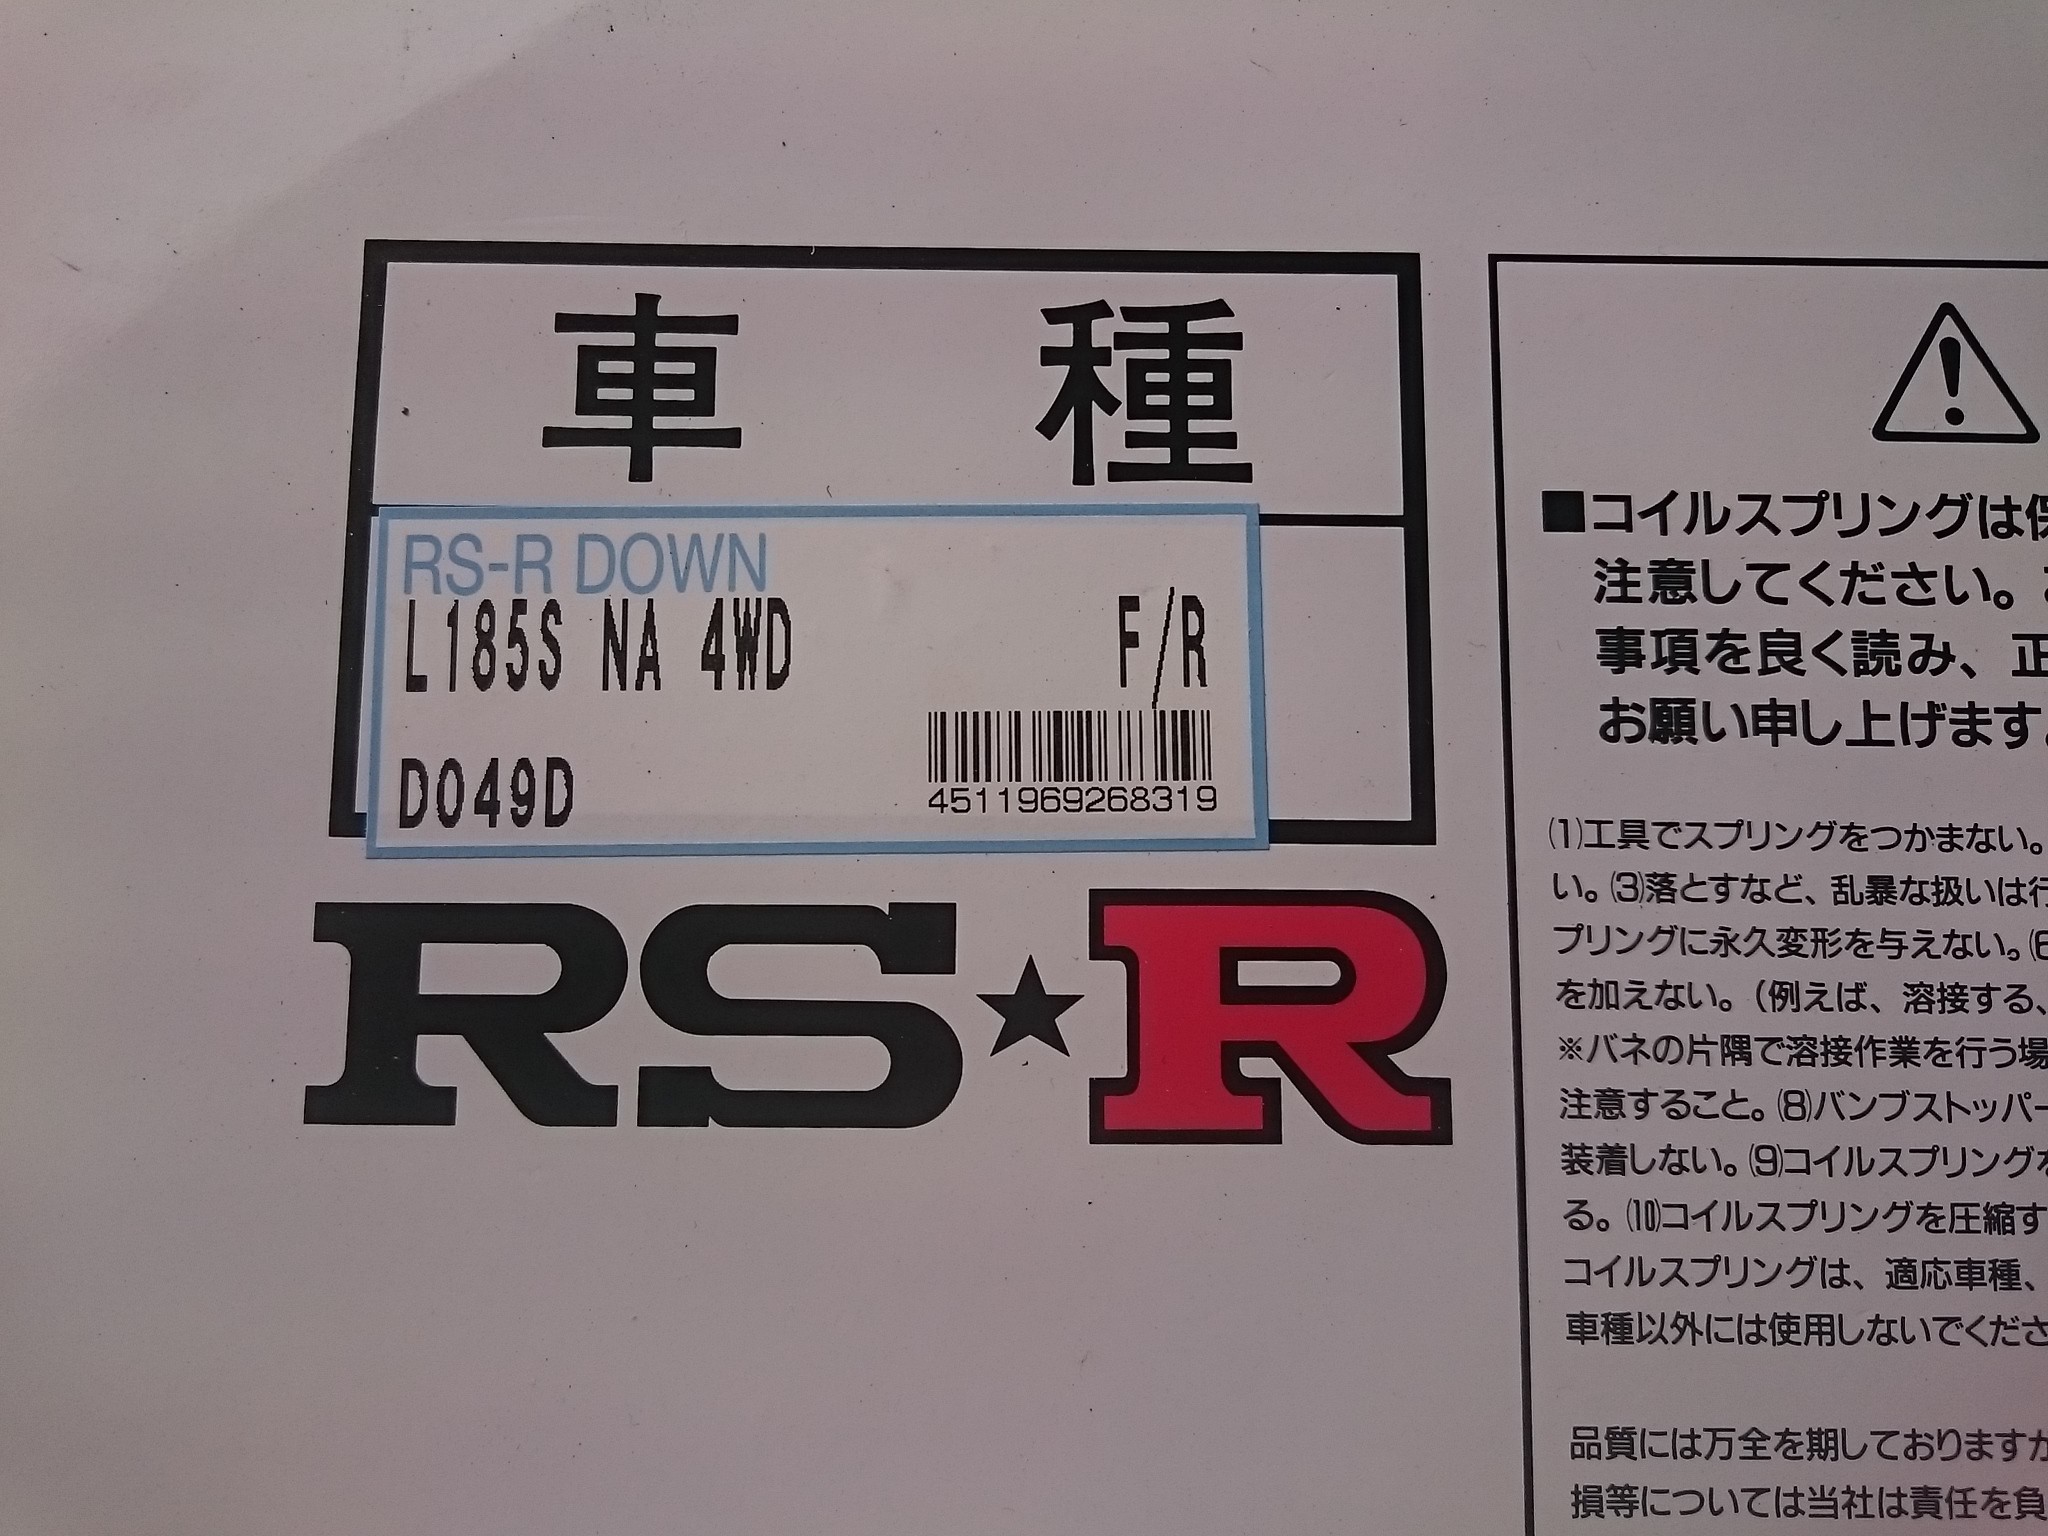 車種
RS-R DOWN
L185S NA 4WD F/R
D049D
4511969268319
RS★R
■コイルスプリングは保
注意してください。
事項を良く読み、正
お願い申し上げます。
(1)工具でスプリングをつかまない。
い。(3)落とすなど、乱暴な扱いは行
プリングに永久変形を与えない。(6
を加えない。(例えば、溶接する、
※バネの片隅で溶接作業を行う場
注意すること。(8)バンプストッパー
装着しない。(9)コイルスプリングを
る。(10)コイルスプリングを圧縮す
コイルスプリングは、適応車種、
車種以外には使用しないでくださ
品質には万全を期しておりますが
損等については当社は責任を負